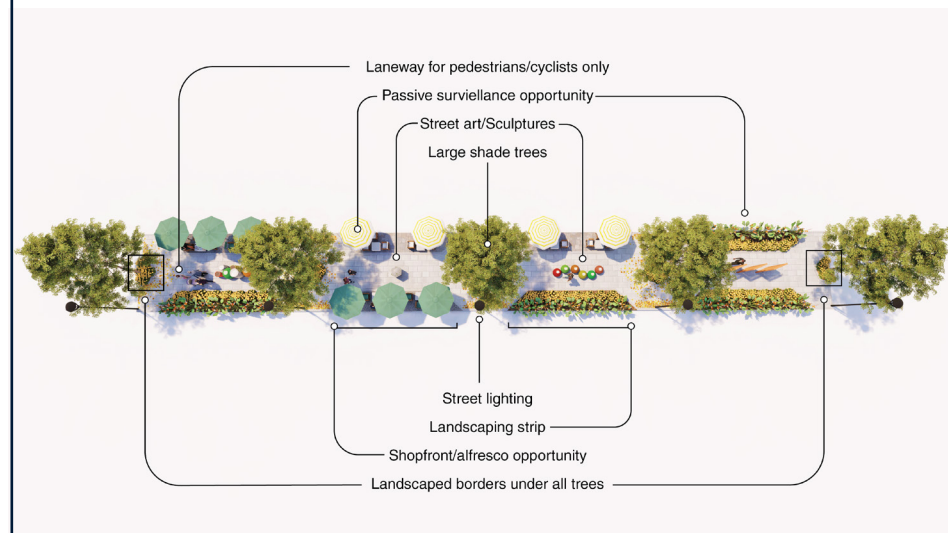 Laneway for pedestrians/cyclists only
Passive surviellance opportunity
Street art/Sculptures
Large shade trees
Street lighting
Landscaping strip
Shopfront/alfresco opportunity
Landscaped borders under all trees